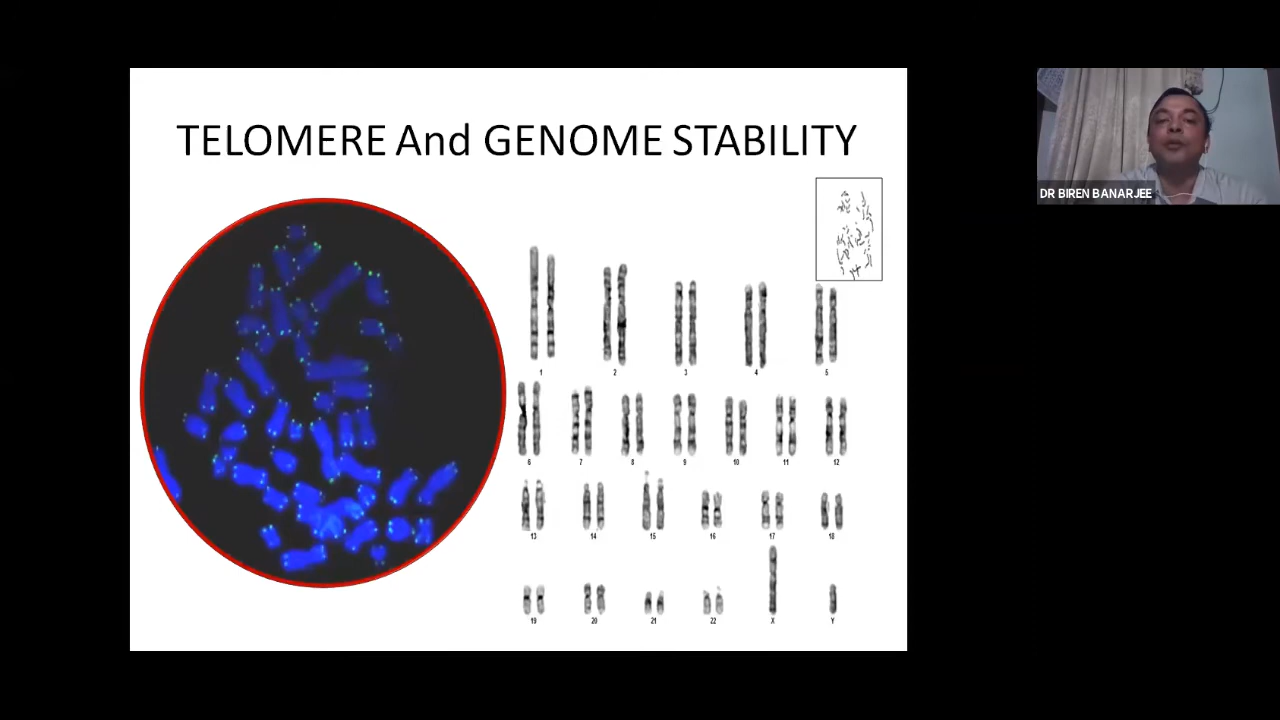 TELOMERE And GENOME STABILITY
DR BIREN BANARJEE
1 2 3 4 5
6 7 8 9 10 11 12
13 14 15 16 17 18
19 20 21 22 X Y